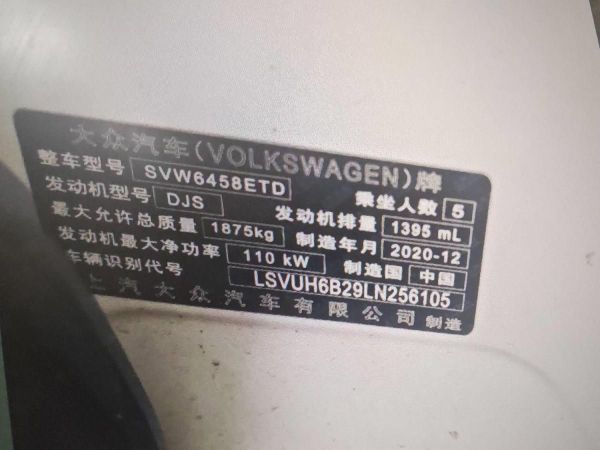 大众汽车(VOLKSWAGEN)牌
整车型号 SVW6458ETD 乘坐人数 5
发动机型号 DJS 发动机排量 1395 mL
最大允许总质量 1875kg 制造年月 2020-12
发动机最大净功率 110 kW 制造国 中国
车辆识别代号 LSVUH6B29LN256105
上汽大众汽车有限公司 制造